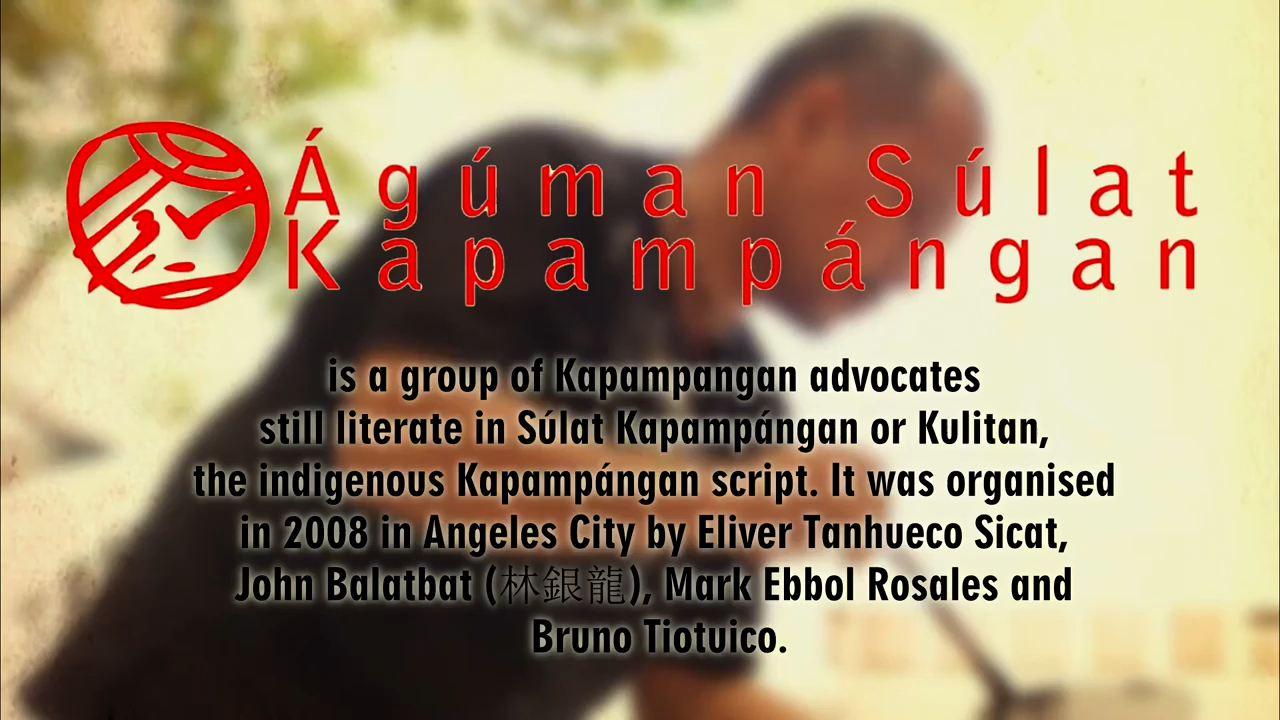 Ágúman Súlat
Kapampángan
is a group of Kapampangan advocates
still literate in Súlat Kapampángan or Kulitan,
the indigenous Kapampángan script. It was organised
in 2008 in Angeles City by Eliver Tanhueco Sicat,
John Balatbat (林銀龍), Mark Ebbol Rosales and
Bruno Tiotuico.